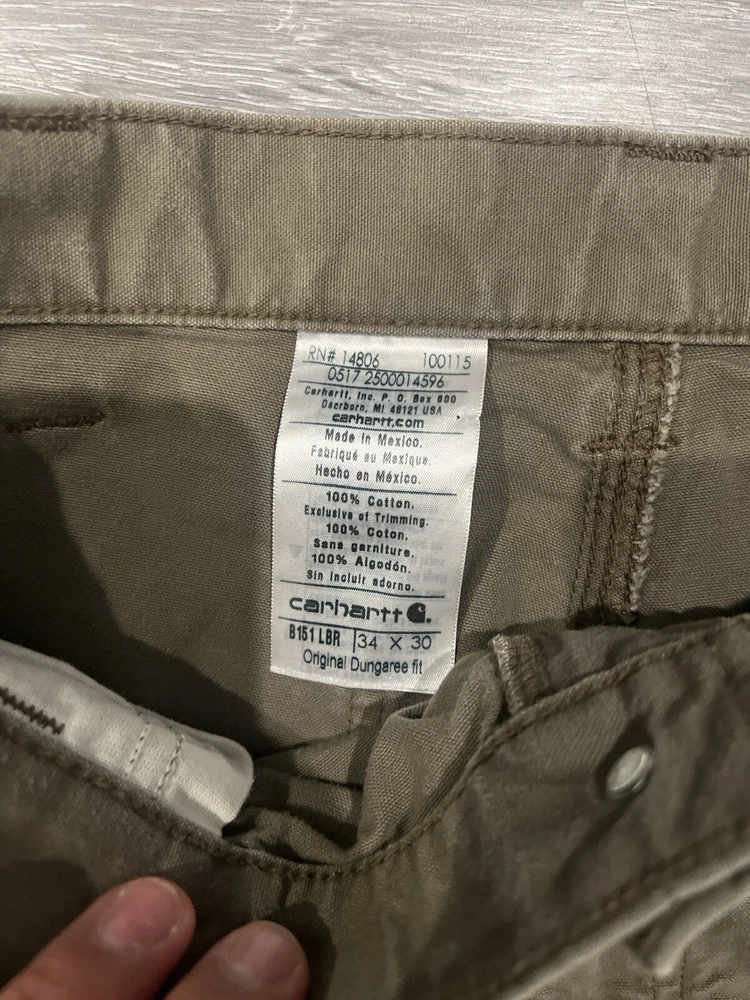 RN# 14806 100115
0517 2500014596
Carhartt, Inc. P. O. Box 600
Dearborn, MI 48121 USA
carhartt.com
Made in Mexico.
Fabriqué au Mexique.
Hecho en México.
100% Cotton.
Exclusive of Trimming.
100% Coton.
Sans garniture.
100% Algodón.
Sin incluir adorno.
carhartt
B151 LBR 34 X 30
Original Dungaree fit